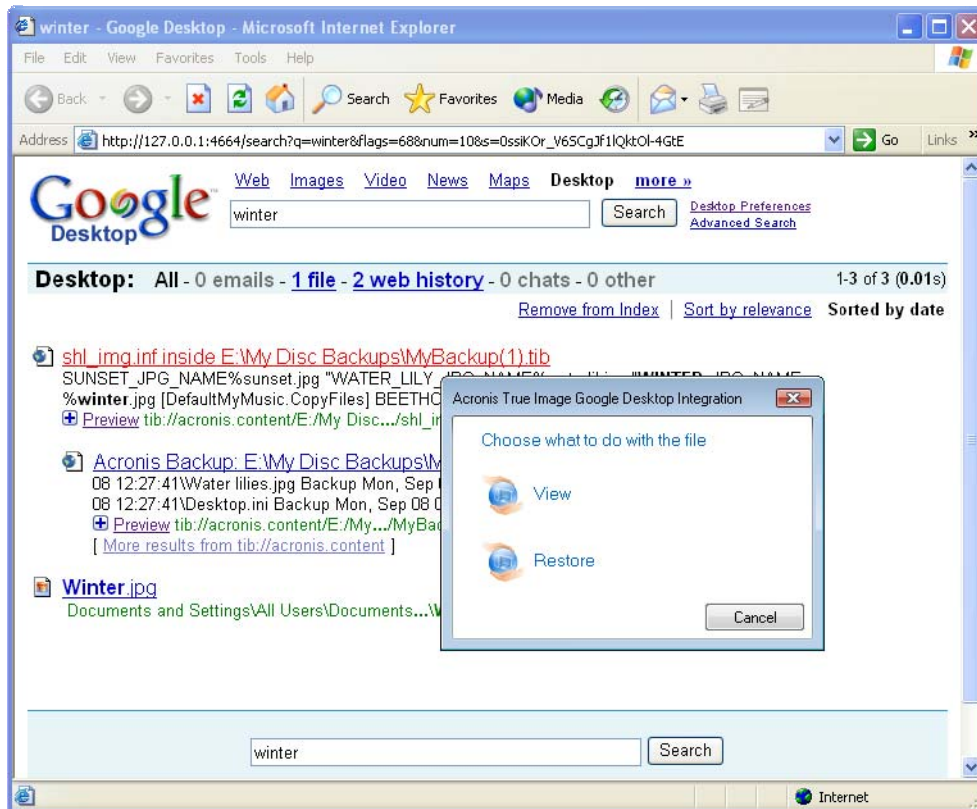 winter - Google Desktop - Microsoft Internet Explorer
File Edit View Favorites Tools Help
Back Search Favorites Media
Address http://127.0.0.1:4664/search?q=winter&flags=68&num=10&s=0ssiKOr_V65CgJf1lQktOl-4GtE Go Links »
Google Desktop
Web Images Video News Maps Desktop more »
winter Search Desktop Preferences
Advanced Search
Desktop: All - 0 emails - 1 file - 2 web history - 0 chats - 0 other 1-3 of 3 (0.01s)
Remove from Index | Sort by relevance Sorted by date
shl_img.inf inside E:\My Disc Backups\MyBackup(1).tib
SUNSET_JPG_NAME%sunset.jpg "WATER_LILY_JPG_NAME% "WINTER_JPG_NAME
%winter.jpg [DefaultMyMusic.CopyFiles] BEETHO
Preview tib://acronis.content/E:/My Disc.../shl_i
Acronis Backup: E:\My Disc Backups\M
08 12:27:41\Water lilies.jpg Backup Mon, Sep
08 12:27:41\Desktop.ini Backup Mon, Sep 08 0
Preview tib://acronis.content/E:/My.../MyBac
[ More results from tib://acronis.content ]
Winter.jpg
Documents and Settings\All Users\Documents...\W
Acronis True Image Google Desktop Integration
Choose what to do with the file
View
Restore
Cancel
winter Search
Internet